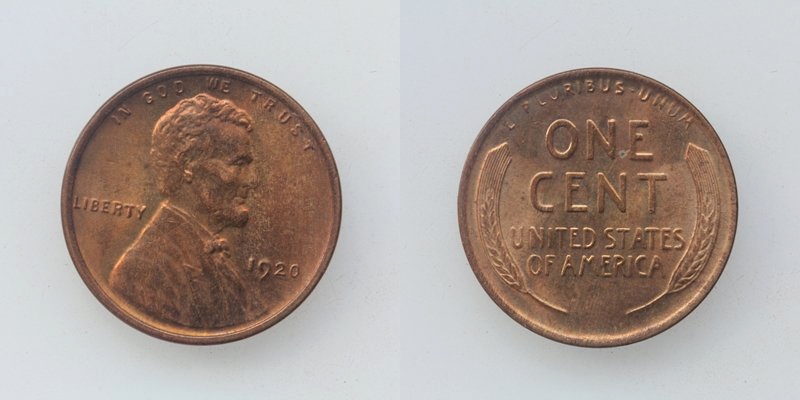 IN GOD WE TRUST
LIBERTY
1920
E PLURIBUS·UNUM
ONE
CENT
UNITED STATES
OF AMERICA